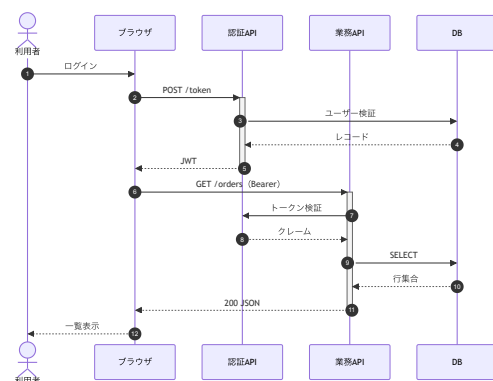 利用者
ブラウザ
認証API
業務API
DB
1
ログイン
2
POST /token
3
ユーザー検証
レコード
4
JWT
5
6
GET /orders（Bearer）
トークン検証
7
8
クレーム
9
SELECT
行集合
10
200 JSON
11
一覧表示
12
利用者
ブラウザ
認証API
業務API
DB